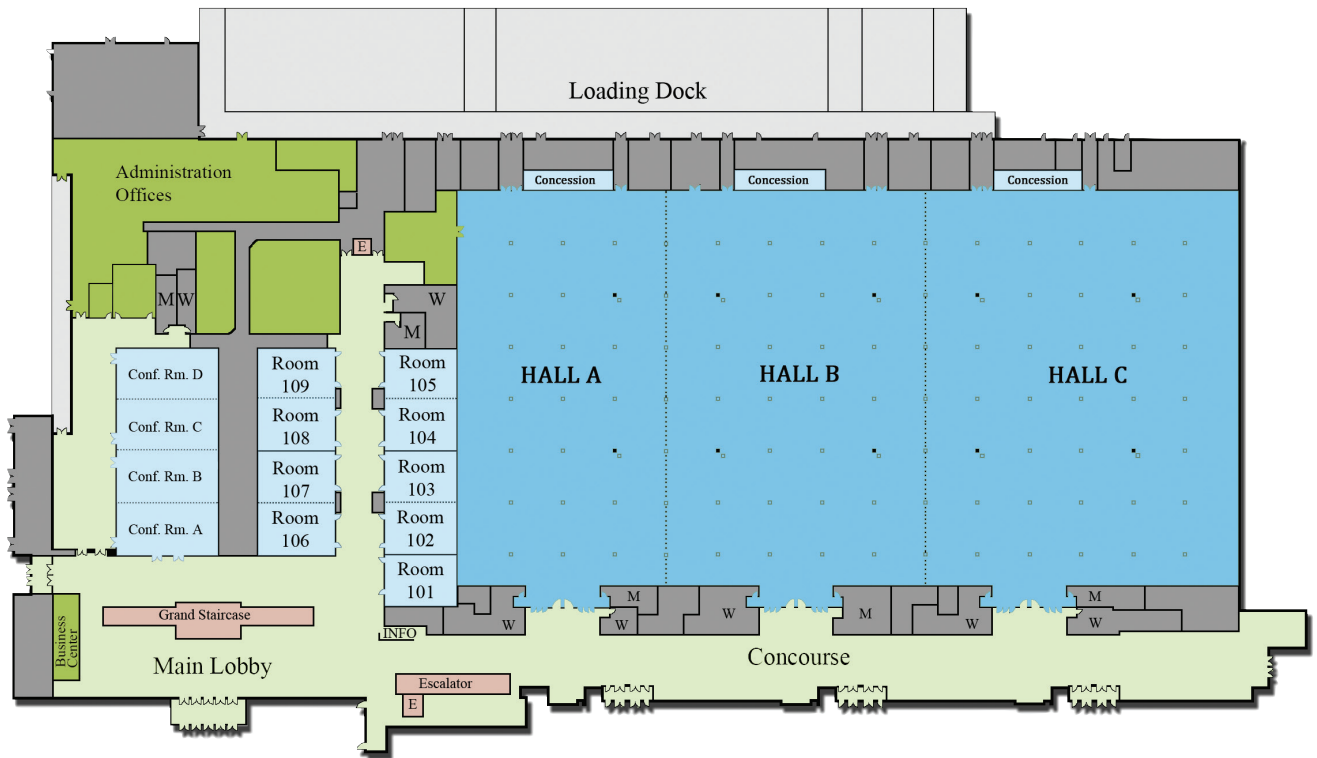 Loading Dock
Administration
Offices
Concession
Concession
Concession
E
M
W
W
M
Conf. Rm. D
Conf. Rm. C
Conf. Rm. B
Conf. Rm. A
Room
109
Room
108
Room
107
Room
106
Room
105
Room
104
Room
103
Room
102
Room
101
HALL A
HALL B
HALL C
Grand Staircase
Business
Center
Main Lobby
INFO
W
M
W
W
M
W
M
W
Concourse
Escalator
E